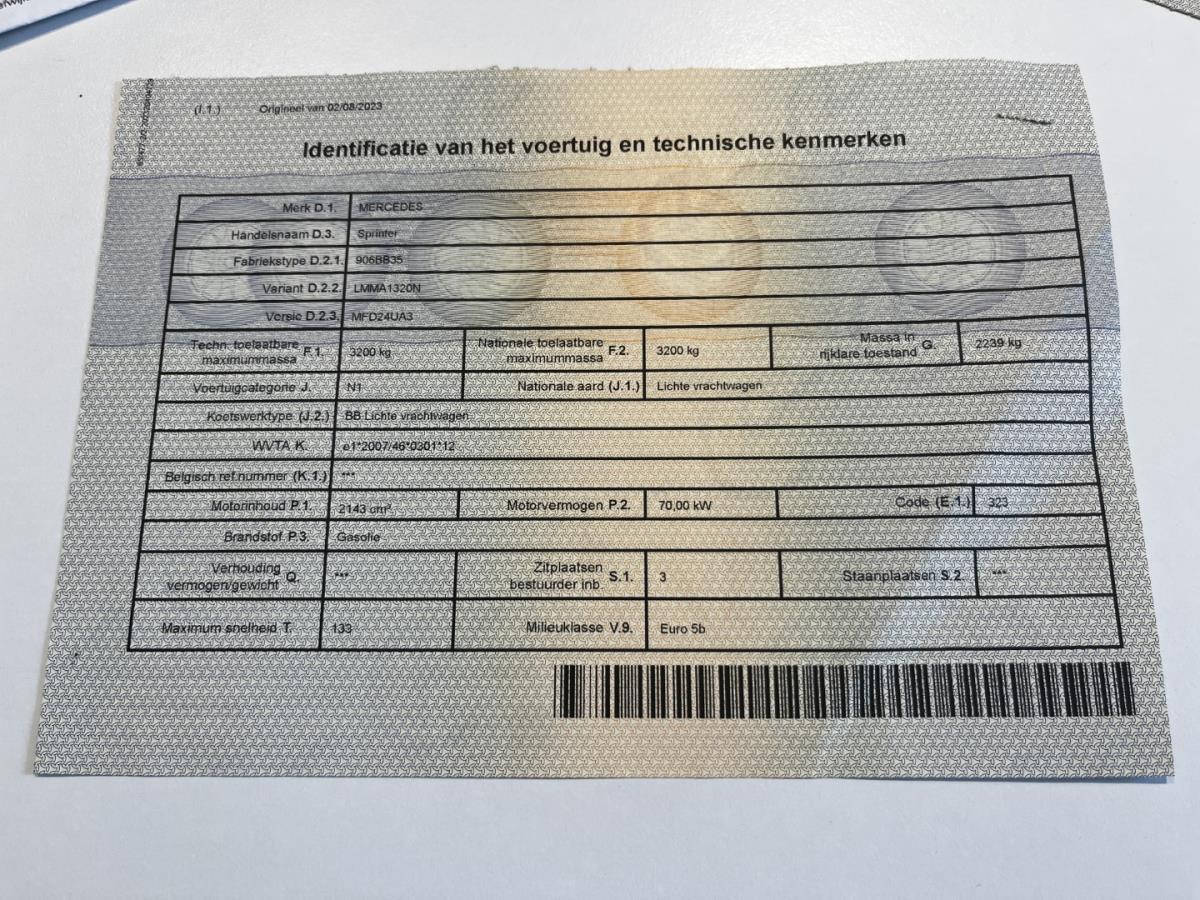 (I.1.) Origineel van 02/08/2023
Identificatie van het voertuig en technische kenmerken
Merk D.1. MERCEDES
Handelsnaam D.3. Sprinter
Fabriekstype D.2.1. 906BB35
Variant D.2.2. LMMA1320N
Versie D.2.3. MFD24UA3
Techn. toelaatbare maximummassa F.1. 3200 kg Nationale toelaatbare maximummassa F.2. 3200 kg Massa in rijklare toestand G. 2239 kg
Voertuigcategorie J. N1 Nationale aard (J.1.) Lichte vrachtwagen
Koetswerktype (J.2.) BB Lichte vrachtwagen
WVTA K. e1*2007/46*0301*12
Belgisch ref.nummer (K.1.) ***
Motorinhoud P.1. 2143 cm³ Motorvermogen P.2. 70,00 kW Code (E.1.) 323
Brandstof P.3. Gasolie
Verhouding vermogen/gewicht Q. *** Zitplaatsen bestuurder inb. S.1. 3 Staanplaatsen S.2. ***
Maximum snelheid T. 133 Milieuklasse V.9. Euro 5b